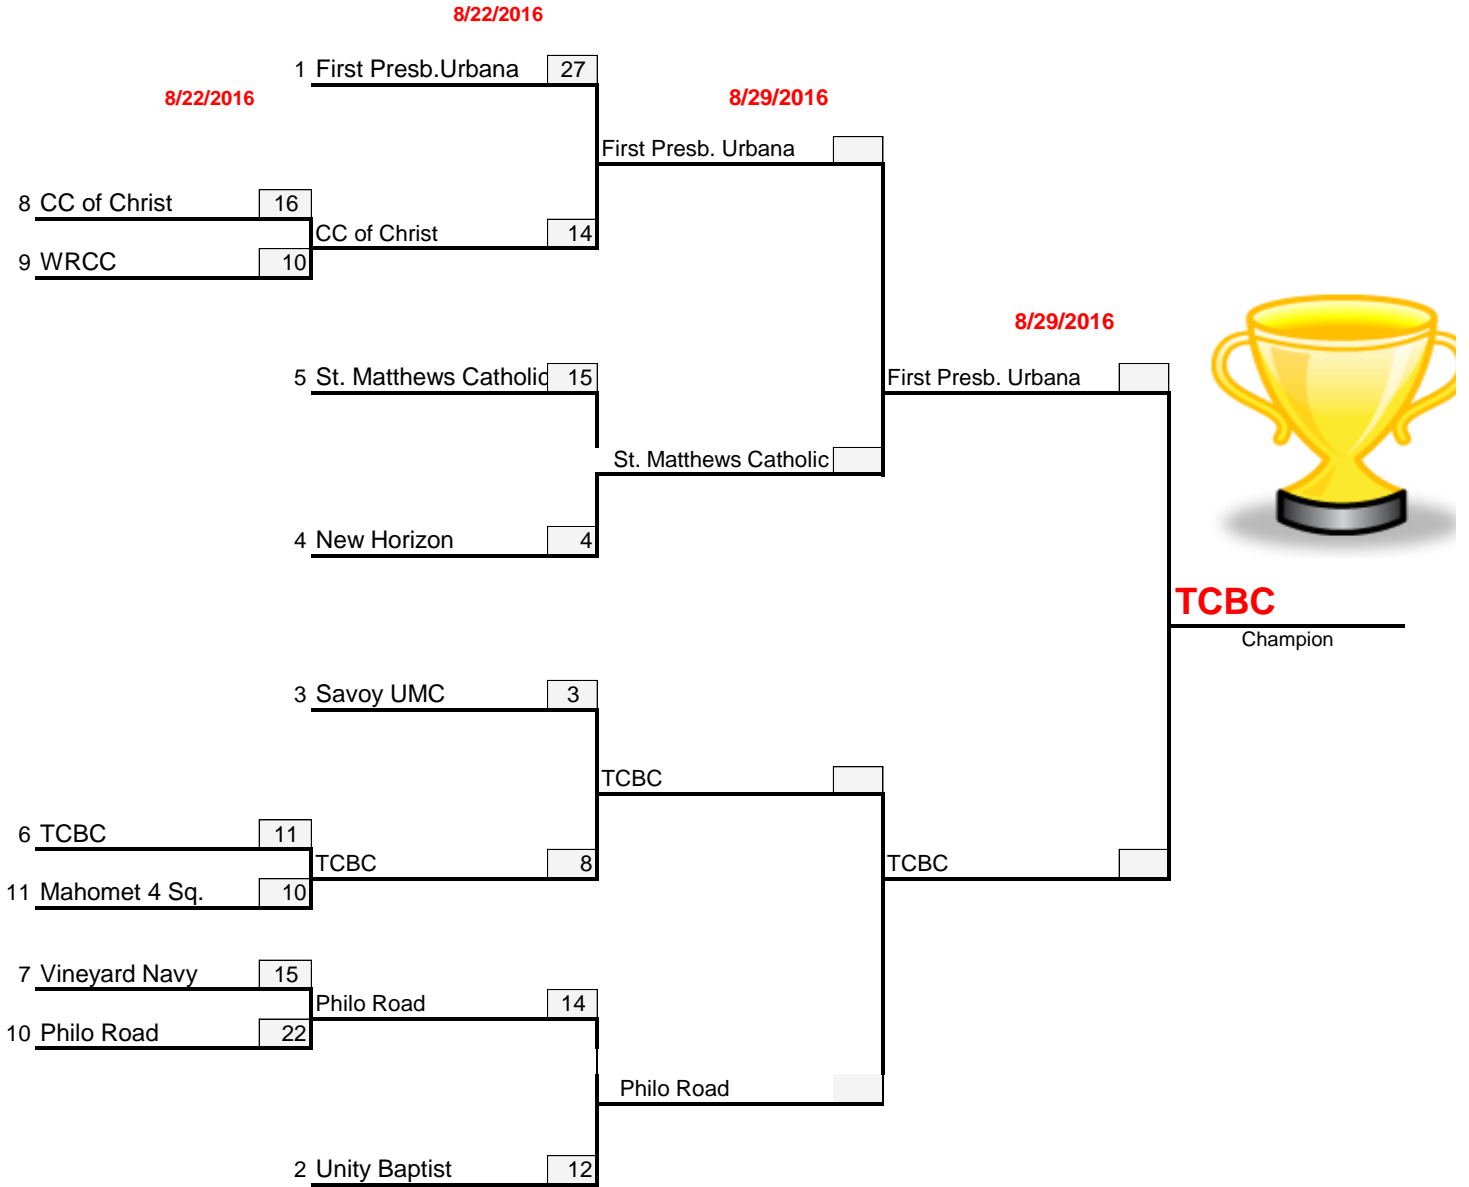 8/22/2016
1 First Presb.Urbana 27
8/22/2016
8/29/2016
First Presb. Urbana
8 CC of Christ 16
CC of Christ 14
9 WRCC 10
8/29/2016
5 St. Matthews Catholic 15
First Presb. Urbana
St. Matthews Catholic
4 New Horizon 4
TCBC
Champion
3 Savoy UMC 3
TCBC
6 TCBC 11
TCBC 8
TCBC
11 Mahomet 4 Sq. 10
7 Vineyard Navy 15
Philo Road 14
10 Philo Road 22
Philo Road
2 Unity Baptist 12